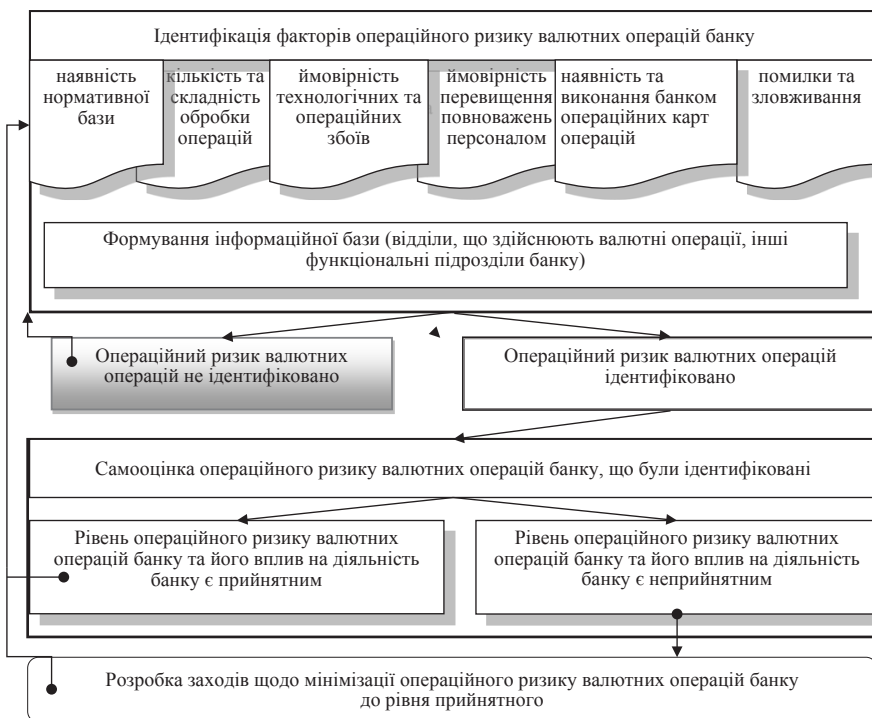 Ідентифікація факторів операційного ризику валютних операцій банку
наявність
нормативної
бази
кількість та
складність
обробки
операцій
ймовірність
технологічних та
операційних
збоїв
ймовірність
перевищення
повноважень
персоналом
наявність та
виконання банком
операційних карт
операцій
помилки та
зловживання
Формування інформаційної бази (відділи, що здійснюють валютні операції, інші
функціональні підрозділи банку)
Операційний ризик валютних
операцій не ідентифіковано
Операційний ризик валютних операцій
ідентифіковано
Самооцінка операційного ризику валютних операцій банку, що були ідентифіковані
Рівень операційного ризику валютних
операцій банку та його вплив на діяльність
банку є прийнятним
Рівень операційного ризику валютних
операцій банку та його вплив на діяльність
банку є неприйнятним
Розробка заходів щодо мінімізації операційного ризику валютних операцій банку
до рівня прийнятного